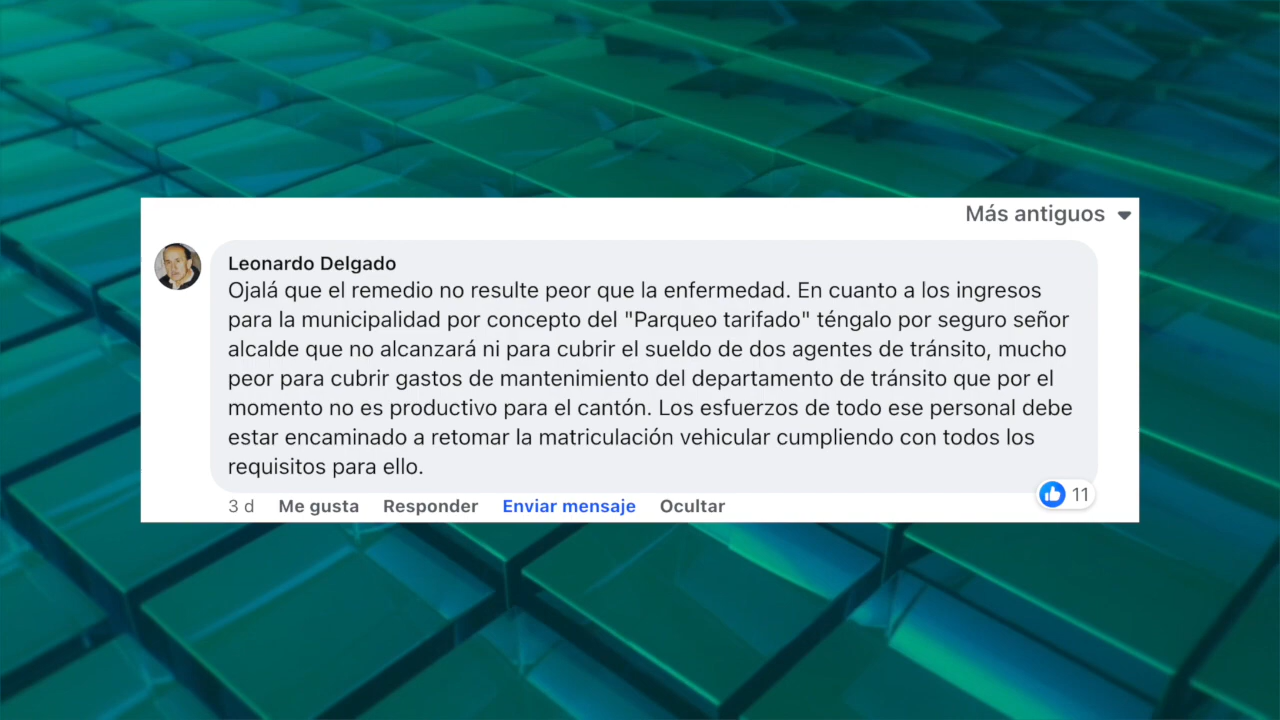 Más antiguos
Leonardo Delgado
Ojalá que el remedio no resulte peor que la enfermedad. En cuanto a los ingresos
para la municipalidad por concepto del "Parqueo tarifado" téngalo por seguro señor
alcalde que no alcanzará ni para cubrir el sueldo de dos agentes de tránsito, mucho
peor para cubrir gastos de mantenimiento del departamento de tránsito que por el
momento no es productivo para el cantón. Los esfuerzos de todo ese personal debe
estar encaminado a retomar la matriculación vehicular cumpliendo con todos los
requisitos para ello.
3 d Me gusta Responder Enviar mensaje Ocultar 11